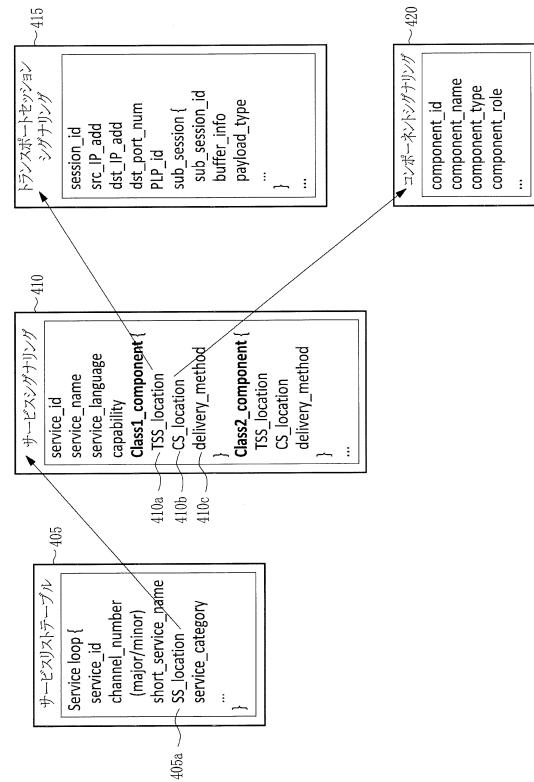 サービスリストテーブル
405
Service loop {
service_id
channel_number
(major/minor)
short_service_name
SS_location
service_category
...
}
405a
サービスシグナリング
410
service_id
service_name
service_language
capability
Class1_component {
TSS_location
CS_location
delivery_method
}
Class2_component {
TSS_location
CS_location
delivery_method
}
...
410a
410b
410c
トランスポートセッション
シグナリング
415
session_id
src_IP_add
dst_IP_add
dst_port_num
PLP_id
sub_session {
sub_session_id
buffer_info
payload_type
...
}
...
コンポーネントシグナリング
420
component_id
component_name
component_type
component_role
...